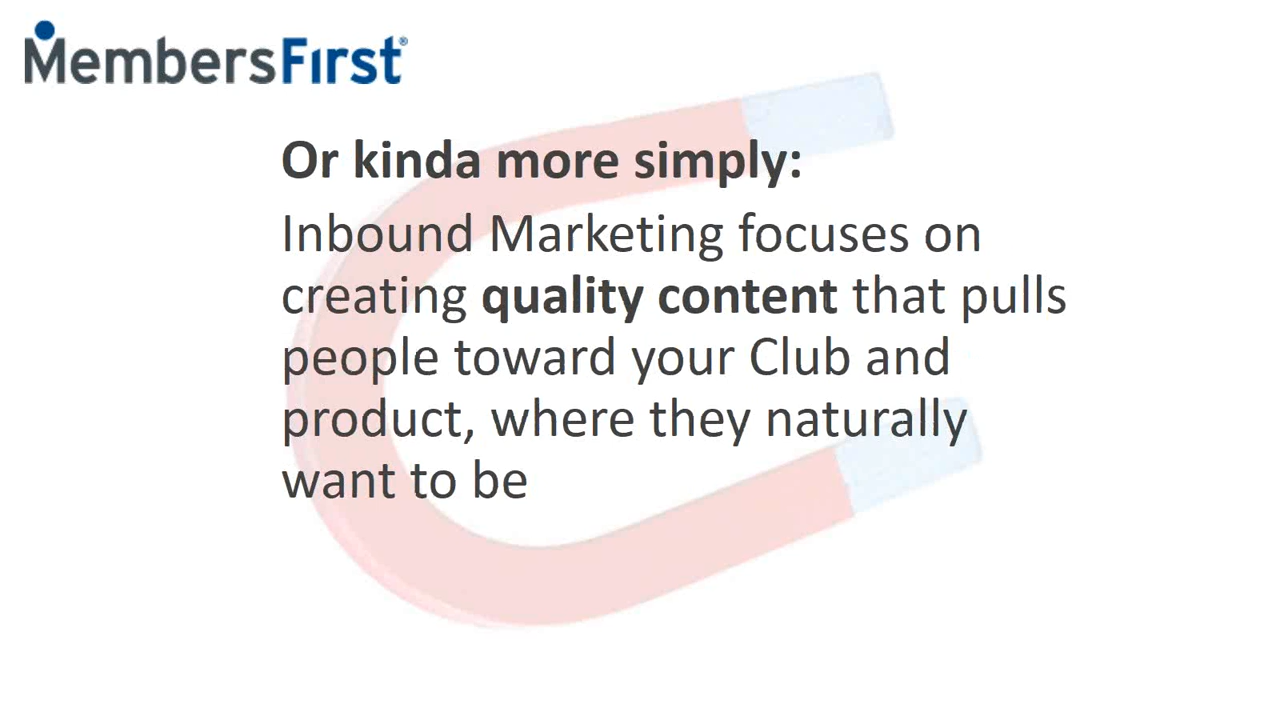 MembersFirst®
Or kinda more simply:
Inbound Marketing focuses on
creating quality content that pulls
people toward your Club and
product, where they naturally
want to be